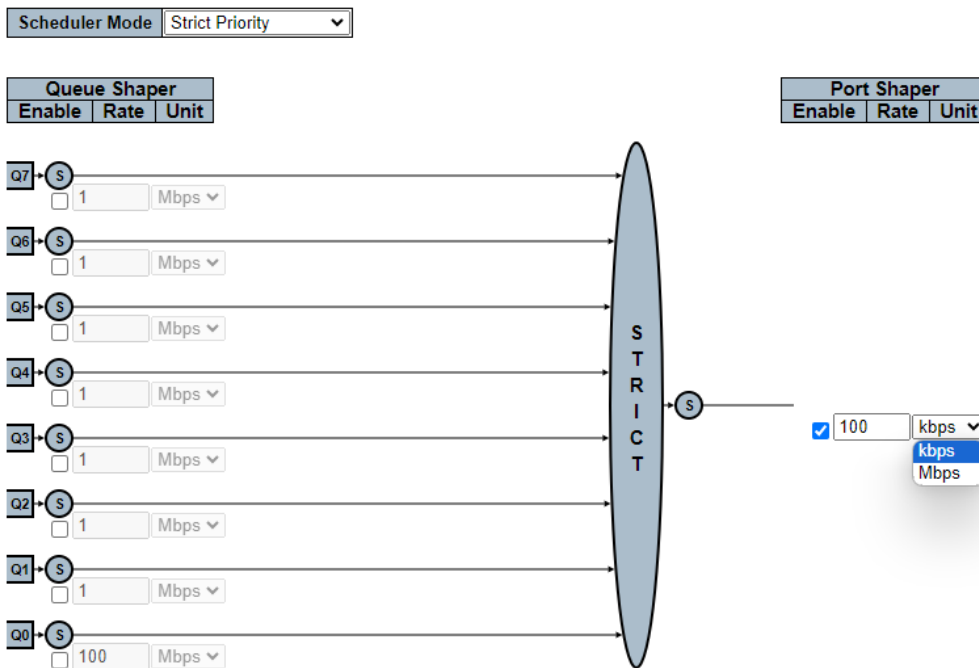 Scheduler Mode Strict Priority
Queue Shaper
Enable Rate Unit
Port Shaper
Enable Rate Unit
Q7 S
1 Mbps
Q6 S
1 Mbps
Q5 S
1 Mbps
Q4 S
1 Mbps
Q3 S
1 Mbps
Q2 S
1 Mbps
Q1 S
1 Mbps
Q0 S
100 Mbps
S
T
R
I
C
T
S
100 kbps
kbps
Mbps